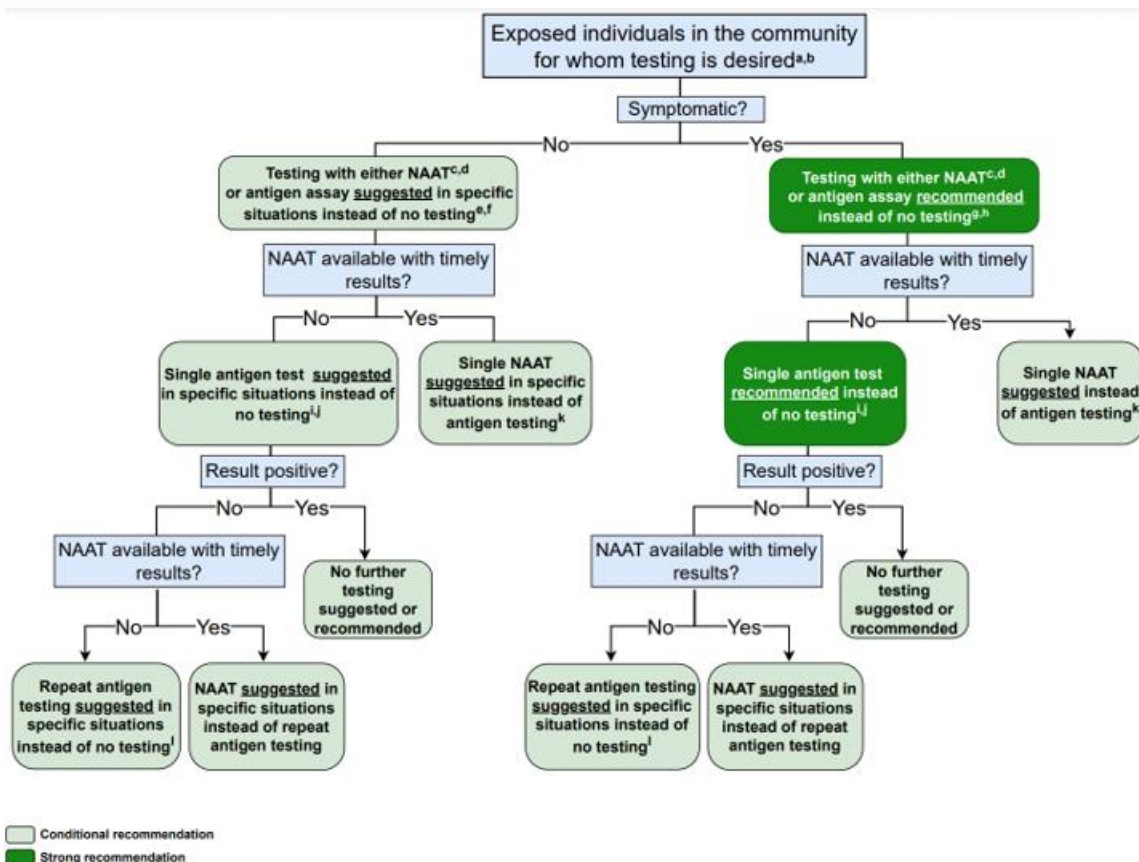 Exposed individuals in the community
for whom testing is desiredᵃ,ᵇ
Symptomatic?
No
Yes
Testing with either NAATᶜ,ᵈ
or antigen assay suggested in specific
situations instead of no testingᵉ,ᶠ
Testing with either NAATᶜ,ᵈ
or antigen assay recommended
instead of no testingᵍ,ʰ
NAAT available with timely
results?
NAAT available with timely
results?
No
Yes
No
Yes
Single antigen test suggested
in specific situations instead of
no testingⁱ,ʲ
Single NAAT
suggested in specific
situations instead of
antigen testingᵏ
Single antigen test
recommended instead
of no testingⁱ,ʲ
Single NAAT
suggested instead
of antigen testingᵏ
Result positive?
Result positive?
No
Yes
No
Yes
NAAT available with timely
results?
No further
testing
suggested or
recommended
NAAT available with timely
results?
No further
testing
suggested or
recommended
No
Yes
No
Yes
Repeat antigen
testing suggested in
specific situations
instead of no testingˡ
NAAT suggested in
specific situations
instead of repeat
antigen testing
Repeat antigen testing
suggested in specific
situations instead of
no testingˡ
NAAT suggested in
specific situations
instead of repeat
antigen testing
Conditional recommendation
Strong recommendation